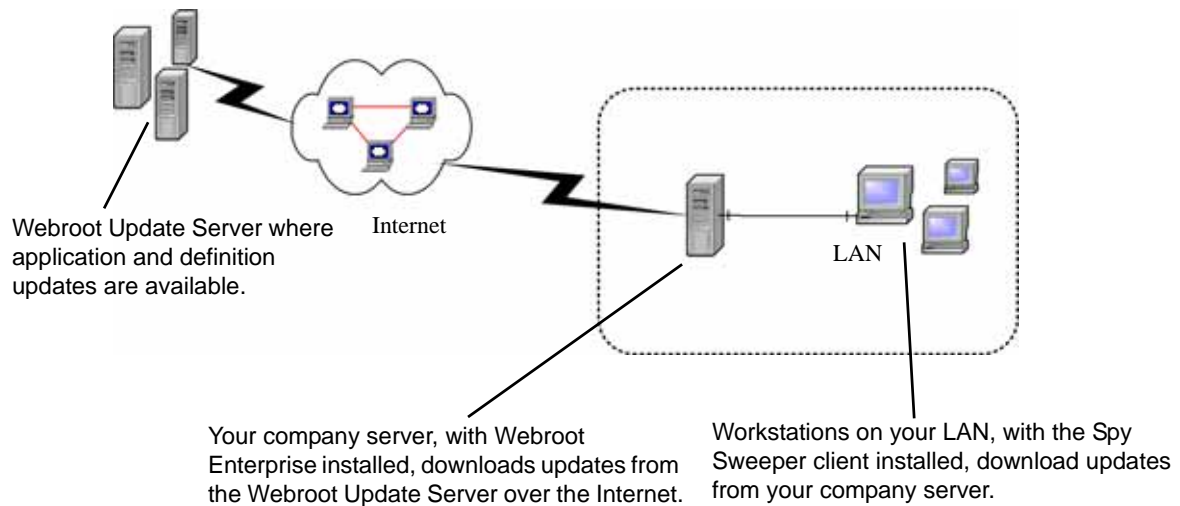 Internet
LAN
Webroot Update Server where
application and definition
updates are available.
Your company server, with Webroot
Enterprise installed, downloads updates from
the Webroot Update Server over the Internet.
Workstations on your LAN, with the Spy
Sweeper client installed, download updates
from your company server.